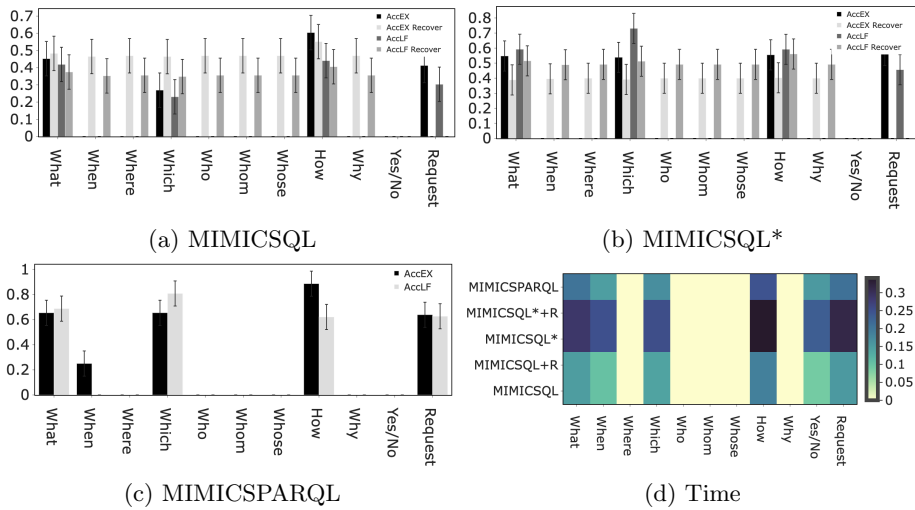 0.7
0.6
0.5
0.4
0.3
0.2
0.1
0
AccEX
AccEX Recover
AccLF
AccLF Recover
What
When
Where
Which
Who
Whom
Whose
How
Why
Yes/No
Request
(a) MIMICSQL
0.8
0.7
0.6
0.5
0.4
0.3
0.2
0.1
0
AccEX
AccEX Recover
AccLF
AccLF Recover
What
When
Where
Which
Who
Whom
Whose
How
Why
Yes/No
Request
(b) MIMICSQL*
1
0.8
0.6
0.4
0.2
0
AccEX
AccLF
What
When
Where
Which
Who
Whom
Whose
How
Why
Yes/No
Request
(c) MIMICSPARQL
MIMICSPARQL
MIMICSQL*+R
MIMICSQL*
MIMICSQL+R
MIMICSQL
What
When
Where
Which
Who
Whom
Whose
How
Why
Yes/No
Request
0.3
0.25
0.2
0.15
0.1
0.05
0
(d) Time